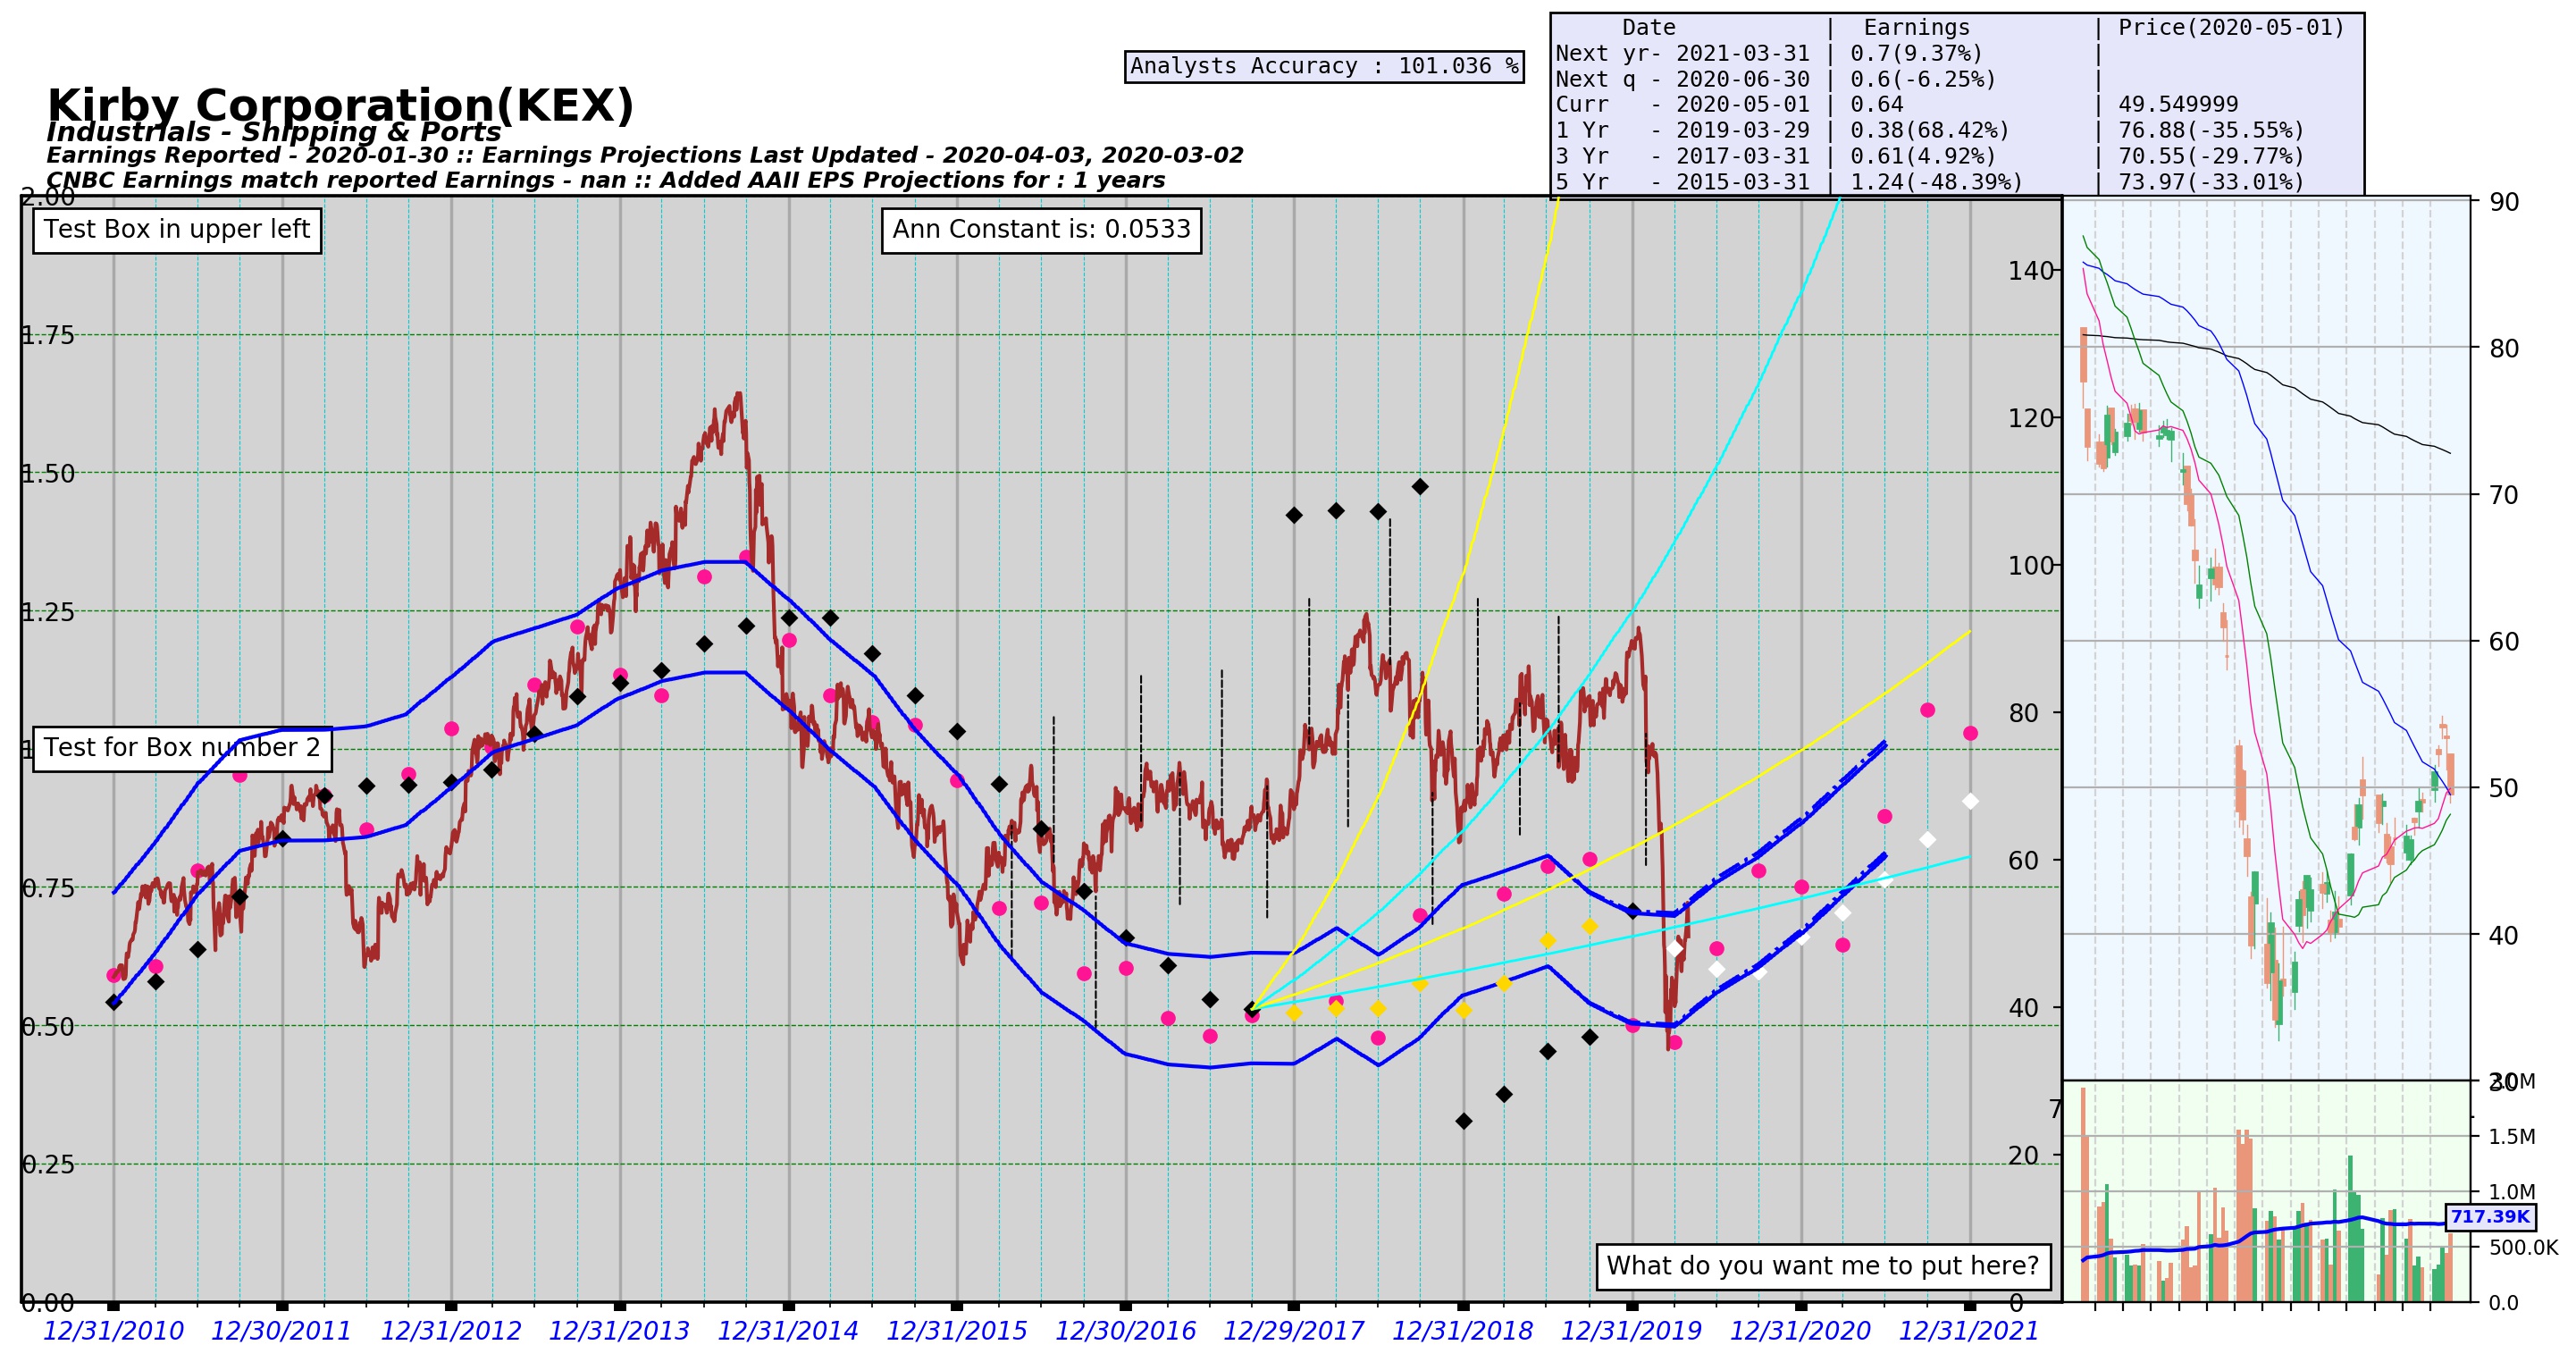 Date | Earnings | Price(2020-05-01)
Next yr- 2021-03-31 | 0.7(9.37%) |
Next q - 2020-06-30 | 0.6(-6.25%) |
Curr - 2020-05-01 | 0.64 | 49.549999
1 Yr - 2019-03-29 | 0.38(68.42%) | 76.88(-35.55%)
3 Yr - 2017-03-31 | 0.61(4.92%) | 70.55(-29.77%)
5 Yr - 2015-03-31 | 1.24(-48.39%) | 73.97(-33.01%)
Analysts Accuracy : 101.036 %
Kirby Corporation(KEX)
Industrials - Shipping & Ports
Earnings Reported - 2020-01-30 :: Earnings Projections Last Updated - 2020-04-03, 2020-03-02
CNBC Earnings match reported Earnings - nan :: Added AAII EPS Projections for : 1 years
2.00
1.75
1.50
1.25
0.75
0.50
0.25
0.00
Test Box in upper left
Ann Constant is: 0.0533
Test for Box number 2
What do you want me to put here?
140
120
100
80
60
40
20
0
90
80
70
60
50
40
30
2.0M
1.5M
1.0M
717.39K
500.0K
0.0
12/31/2010 12/30/2011 12/31/2012 12/31/2013 12/31/2014 12/31/2015 12/30/2016 12/29/2017 12/31/2018 12/31/2019 12/31/2020 12/31/2021